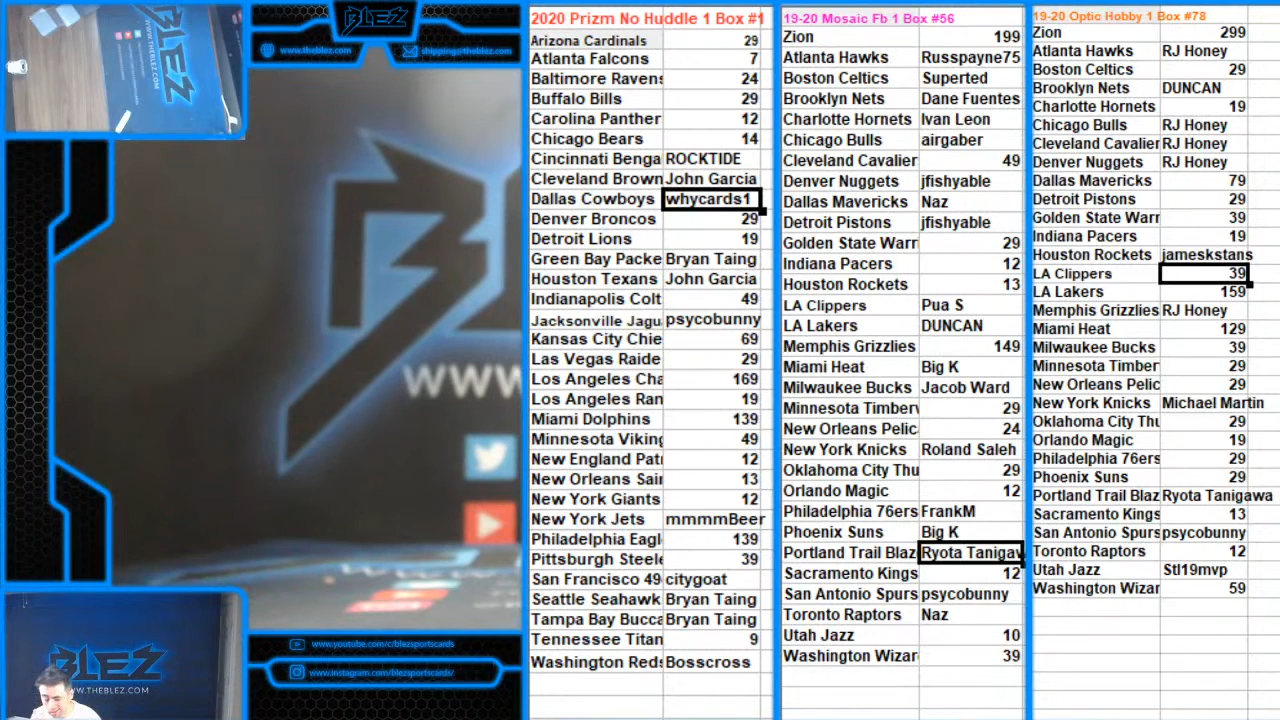 BLEZ
www.theblez.com
shipping@theblez.com
BLEZ
WWW
www.youtube.com/c/blezsportscards
www.instagram.com/blezsportscards/
BLEZ
WWW.THEBLEZ.COM
2020 Prizm No Huddle 1 Box #1
Arizona Cardinals 29
Atlanta Falcons 7
Baltimore Ravens 24
Buffalo Bills 29
Carolina Panther 12
Chicago Bears 14
Cincinnati Benga ROCKTIDE
Cleveland Brown John Garcia
Dallas Cowboys whycards1
Denver Broncos 29
Detroit Lions 19
Green Bay Packe Bryan Taing
Houston Texans John Garcia
Indianapolis Colt 49
Jacksonville Jagu psycobunny
Kansas City Chie 69
Las Vegas Raide 29
Los Angeles Cha 169
Los Angeles Ran 19
Miami Dolphins 139
Minnesota Viking 49
New England Pat 12
New Orleans Sai 13
New York Giants 12
New York Jets mmmmBeer
Philadelphia Eagl 139
Pittsburgh Steele 39
San Francisco 49 citygoat
Seattle Seahawk Bryan Taing
Tampa Bay Bucca Bryan Taing
Tennessee Titan 9
Washington Reds Bosscross
19-20 Mosaic Fb 1 Box #56
Zion 199
Atlanta Hawks Russpayne75
Boston Celtics Superted
Brooklyn Nets Dane Fuentes
Charlotte Hornets Ivan Leon
Chicago Bulls airgaber
Cleveland Cavalier 49
Denver Nuggets jfishyable
Dallas Mavericks Naz
Detroit Pistons jfishyable
Golden State Warri 29
Indiana Pacers 12
Houston Rockets 13
LA Clippers Pua S
LA Lakers DUNCAN
Memphis Grizzlies 149
Miami Heat Big K
Milwaukee Bucks Jacob Ward
Minnesota Timberv 29
New Orleans Pelic 24
New York Knicks Roland Saleh
Oklahoma City Thu 29
Orlando Magic 12
Philadelphia 76ers FrankM
Phoenix Suns Big K
Portland Trail Blaz Ryota Tanigaw
Sacramento Kings 12
San Antonio Spurs psycobunny
Toronto Raptors Naz
Utah Jazz 10
Washington Wizar 39
19-20 Optic Hobby 1 Box #78
Zion 299
Atlanta Hawks RJ Honey
Boston Celtics 29
Brooklyn Nets DUNCAN
Charlotte Hornets 19
Chicago Bulls RJ Honey
Cleveland Cavalier RJ Honey
Denver Nuggets RJ Honey
Dallas Mavericks 79
Detroit Pistons 29
Golden State Warr 39
Indiana Pacers 19
Houston Rockets jameskstans
LA Clippers 39
LA Lakers 159
Memphis Grizzlies RJ Honey
Miami Heat 129
Milwaukee Bucks 39
Minnesota Timber 29
New Orleans Pelic 29
New York Knicks Michael Martin
Oklahoma City Thu 29
Orlando Magic 19
Philadelphia 76ers 29
Phoenix Suns 29
Portland Trail Blaz Ryota Tanigawa
Sacramento Kings 13
San Antonio Spurs psycobunny
Toronto Raptors 12
Utah Jazz Stl19mvp
Washington Wizar 59